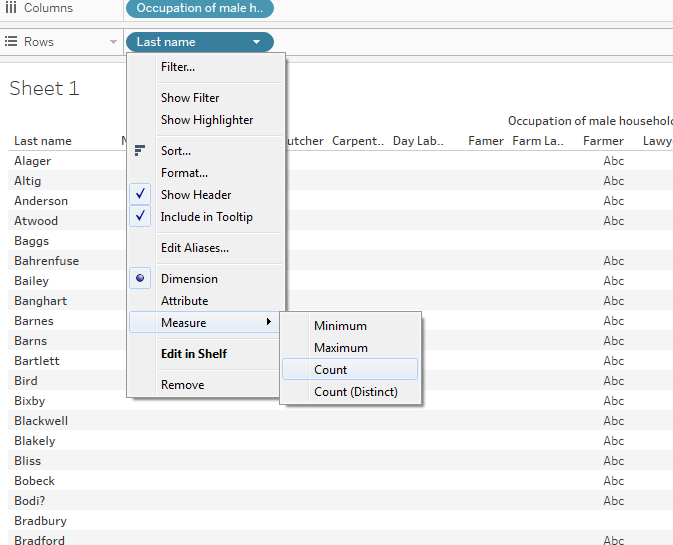 Columns Occupation of male h..
Rows Last name
Sheet 1
Occupation of male household
Last name N utcher Carpent.. Day Lab.. Famer Farm La.. Farmer Lawye
Alager Abc
Altig Abc
Anderson Abc
Atwood Abc
Baggs
Bahrenfuse Abc
Bailey Abc
Banghart Abc
Barnes Abc
Barns Abc
Bartlett Abc
Bird Abc
Bixby Abc
Blackwell Abc
Blakely Abc
Bliss Abc
Bobeck Abc
Bodi? Abc
Bradbury
Bradford Abc
Filter...
Show Filter
Show Highlighter
Sort...
Format...
Show Header
Include in Tooltip
Edit Aliases...
Dimension
Attribute
Measure
Edit in Shelf
Remove
Minimum
Maximum
Count
Count (Distinct)